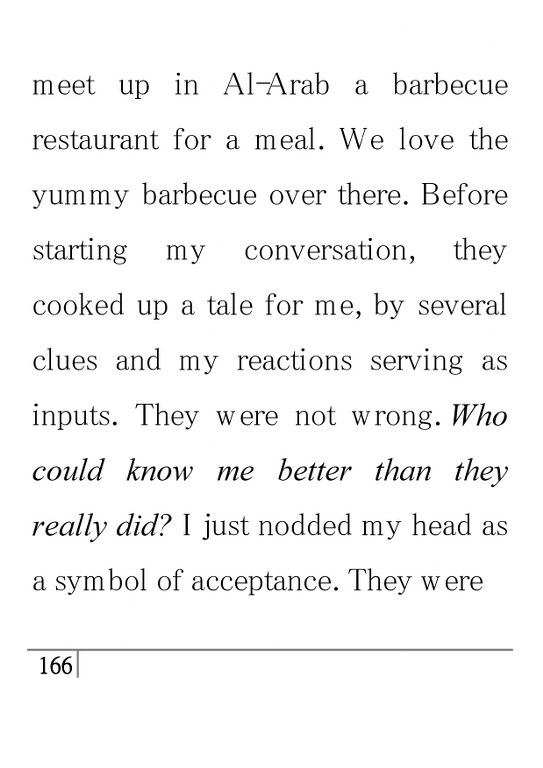 meet up in Al-Arab a barbecue
restaurant for a meal. We love the
yummy barbecue over there. Before
starting my conversation, they
cooked up a tale for me, by several
clues and my reactions serving as
inputs. They were not wrong. Who
could know me better than they
really did? I just nodded my head as
a symbol of acceptance. They were
166